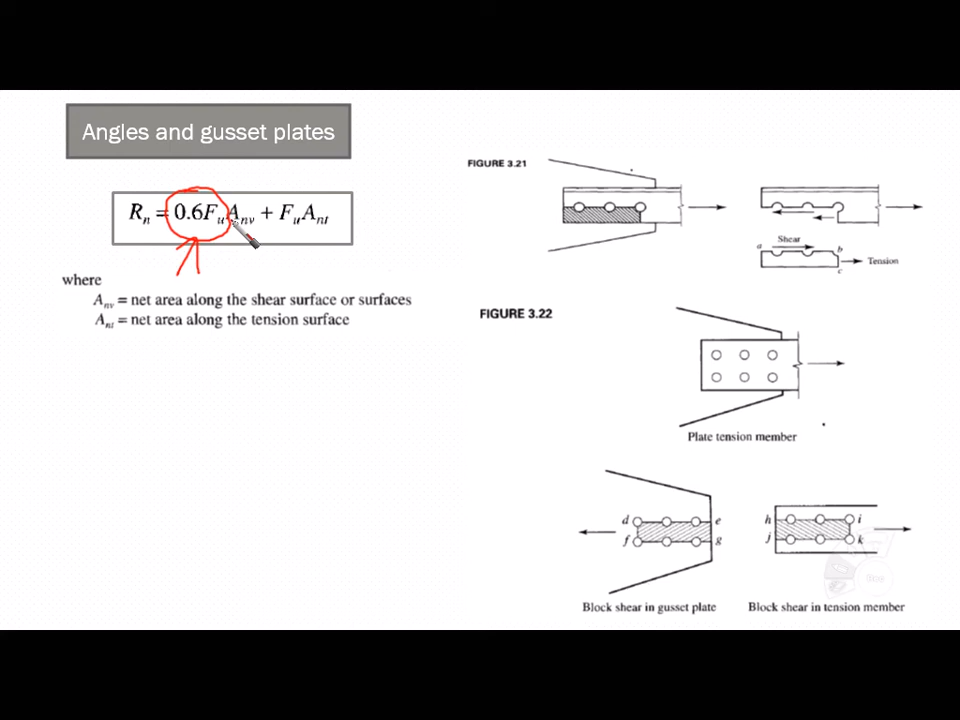 Angles and gusset plates
Rₙ = 0.6FᵤAₙᵥ + FᵤAₙₜ
where
Aₙᵥ = net area along the shear surface or surfaces
Aₙₜ = net area along the tension surface
FIGURE 3.21
Shear
a
b
Tension
c
FIGURE 3.22
Plate tension member
d e
f g
h i
j k
Block shear in gusset plate
Block shear in tension member